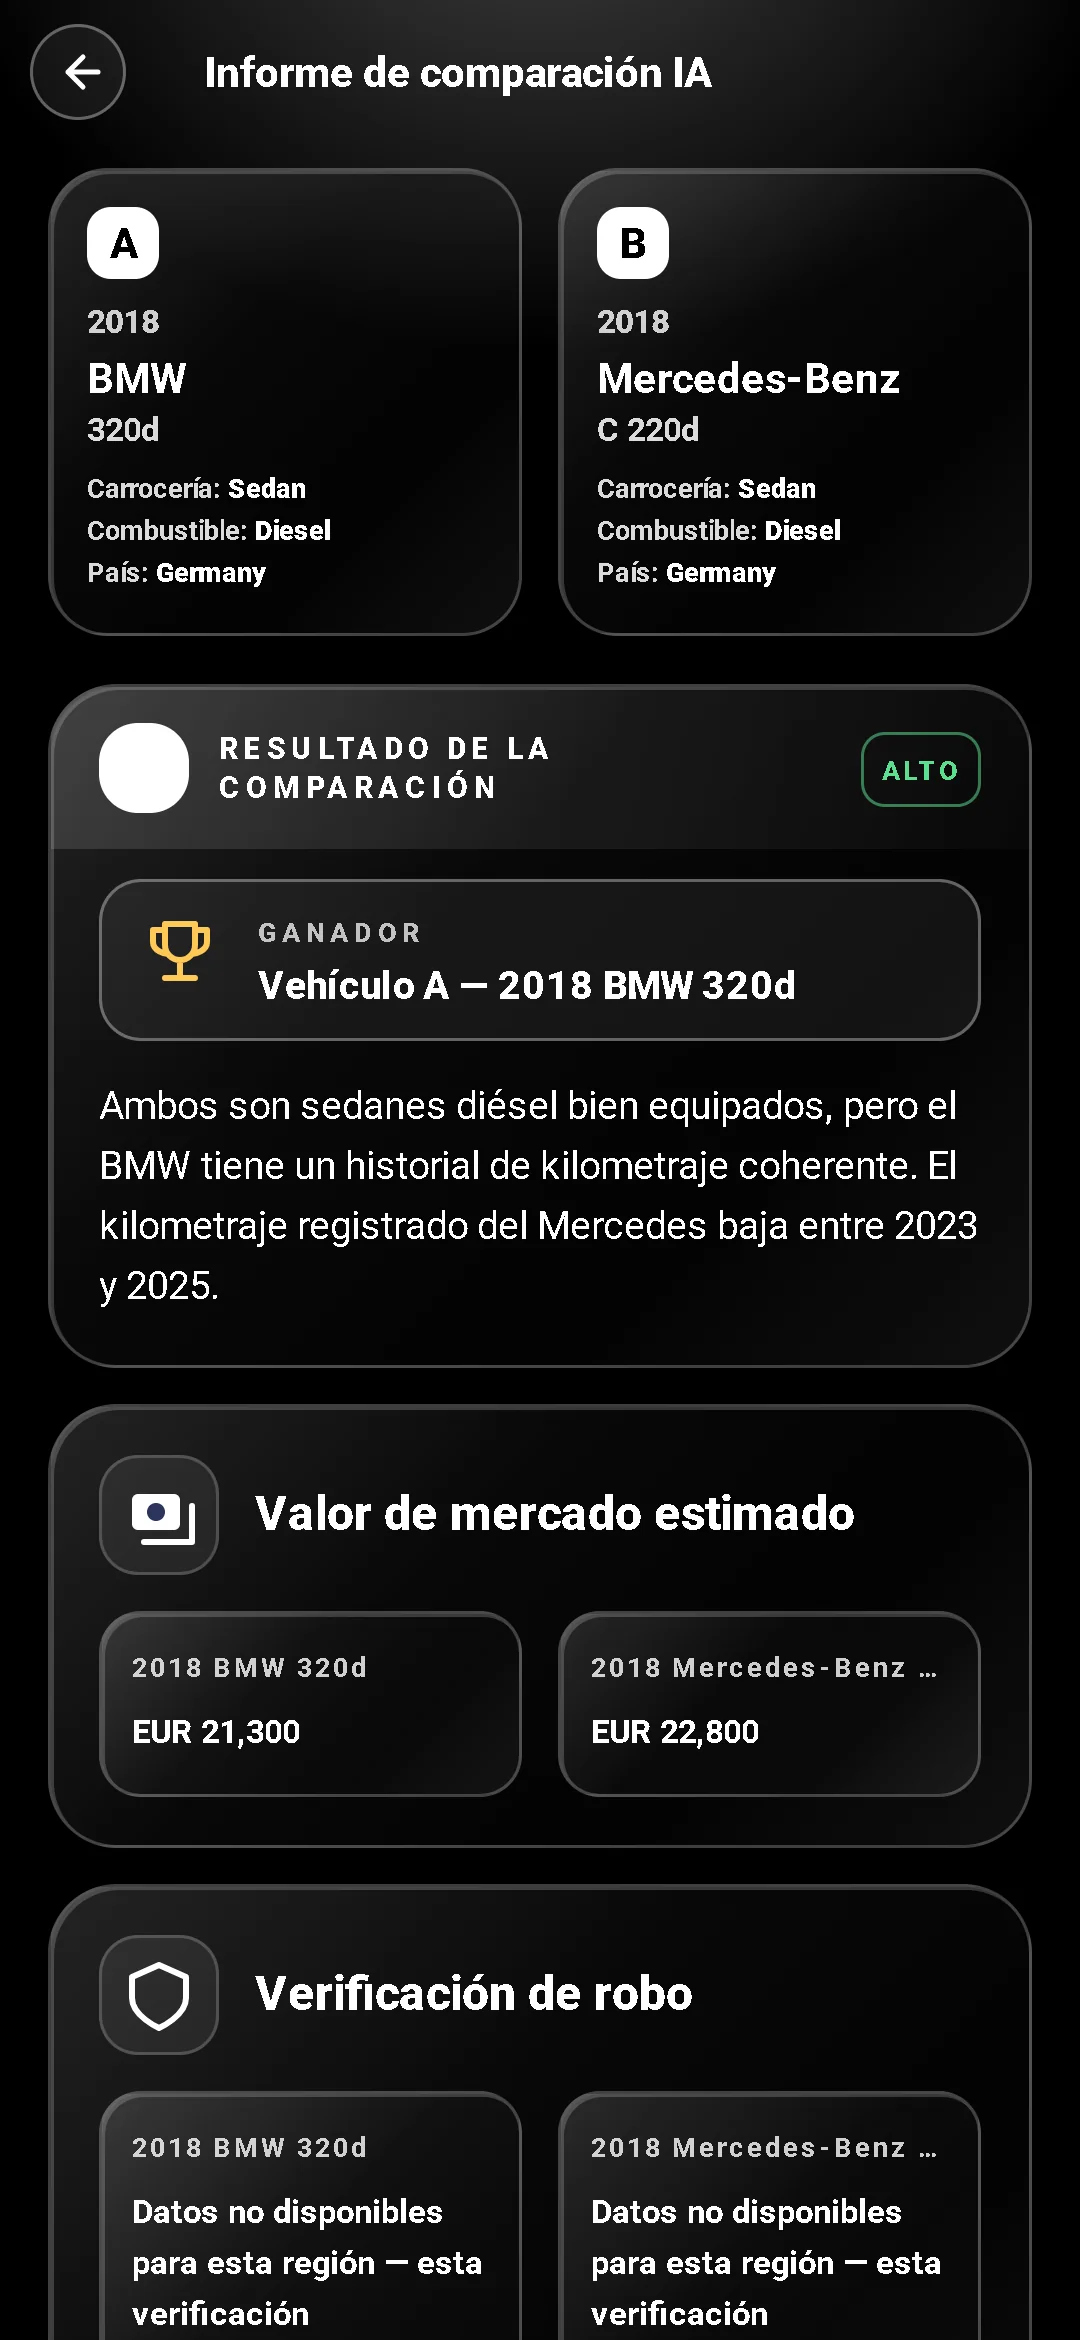 Informe de comparación IA
A
2018
BMW
320d
Carrocería: Sedan
Combustible: Diesel
País: Germany
B
2018
Mercedes-Benz
C 220d
Carrocería: Sedan
Combustible: Diesel
País: Germany
RESULTADO DE LA
COMPARACIÓN
ALTO
GANADOR
Vehículo A — 2018 BMW 320d
Ambos son sedanes diésel bien equipados, pero el
BMW tiene un historial de kilometraje coherente. El
kilometraje registrado del Mercedes baja entre 2023
y 2025.
Valor de mercado estimado
2018 BMW 320d
EUR 21,300
2018 Mercedes-Benz …
EUR 22,800
Verificación de robo
2018 BMW 320d
Datos no disponibles
para esta región — esta
verificación
2018 Mercedes-Benz …
Datos no disponibles
para esta región — esta
verificación